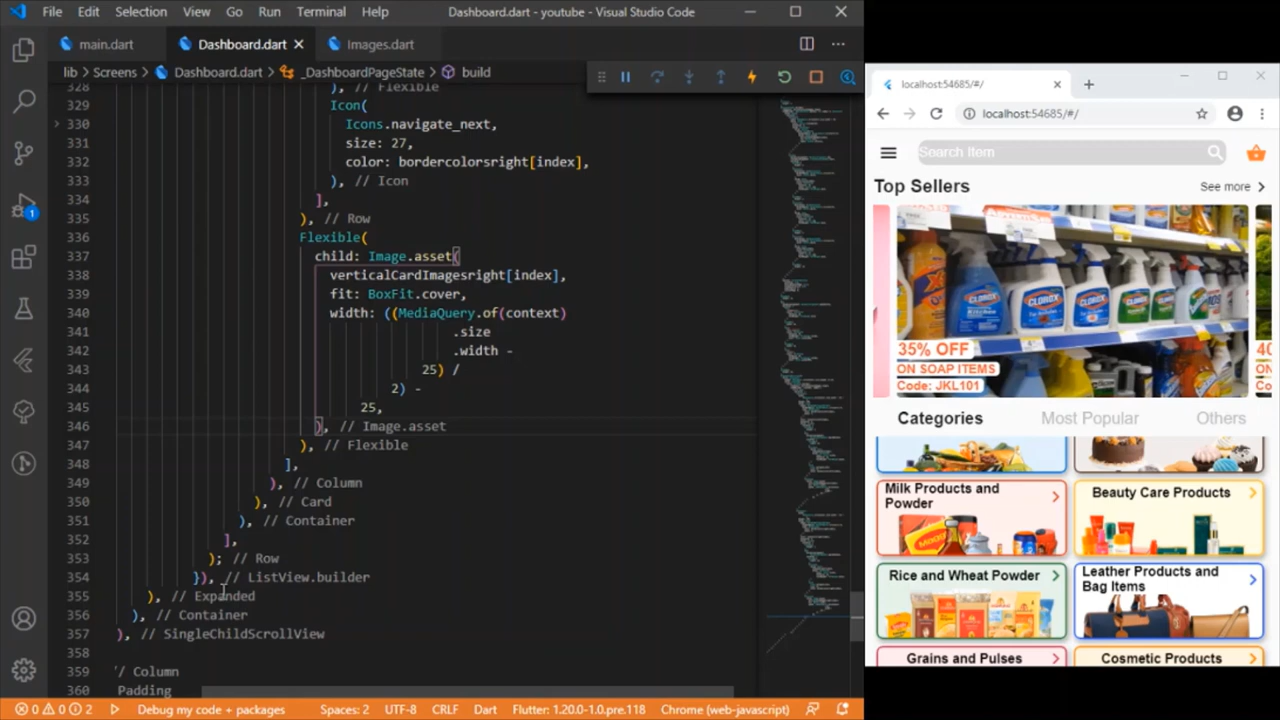 File Edit Selection View Go Run Terminal Help Dashboard.dart - youtube - Visual Studio Code
main.dart Dashboard.dart Images.dart
lib > Screens > Dashboard.dart > _DashboardPageState > build
328 ), // Flexible
329 Icon(
330 Icons.navigate_next,
331 size: 27,
332 color: bordercolorsright[index],
333 ), // Icon
334 ],
335 ), // Row
336 Flexible(
337 child: Image.asset(
338 verticalCardImagesright[index],
339 fit: BoxFit.cover,
340 width: ((MediaQuery.of(context)
341 .size
342 .width -
343 25) /
344 2) -
345 25,
346 ), // Image.asset
347 ), // Flexible
348 ],
349 ), // Column
350 ), // Card
351 ), // Container
352 ],
353 ); // Row
354 }), // ListView.builder
355 ), // Expanded
356 ), // Container
357 ), // SingleChildScrollView
358
359 '/ Column
360 Padding
1
0 0 2 Debug my code + packages Spaces: 2 UTF-8 CRLF Dart Flutter: 1.20.0-1.0.pre.118 Chrome (web-javascript)
localhost:54685/#/
localhost:54685/#/
Search Item
Top Sellers See more
CLOROX CLOROX CLOROX
35% OFF
ON SOAP ITEMS
Code: JKL101
40
O
C
Categories Most Popular Others
Milk Products and
Powder
Beauty Care Products
Rice and Wheat Powder
Leather Products and
Bag Items
Grains and Pulses Cosmetic Products